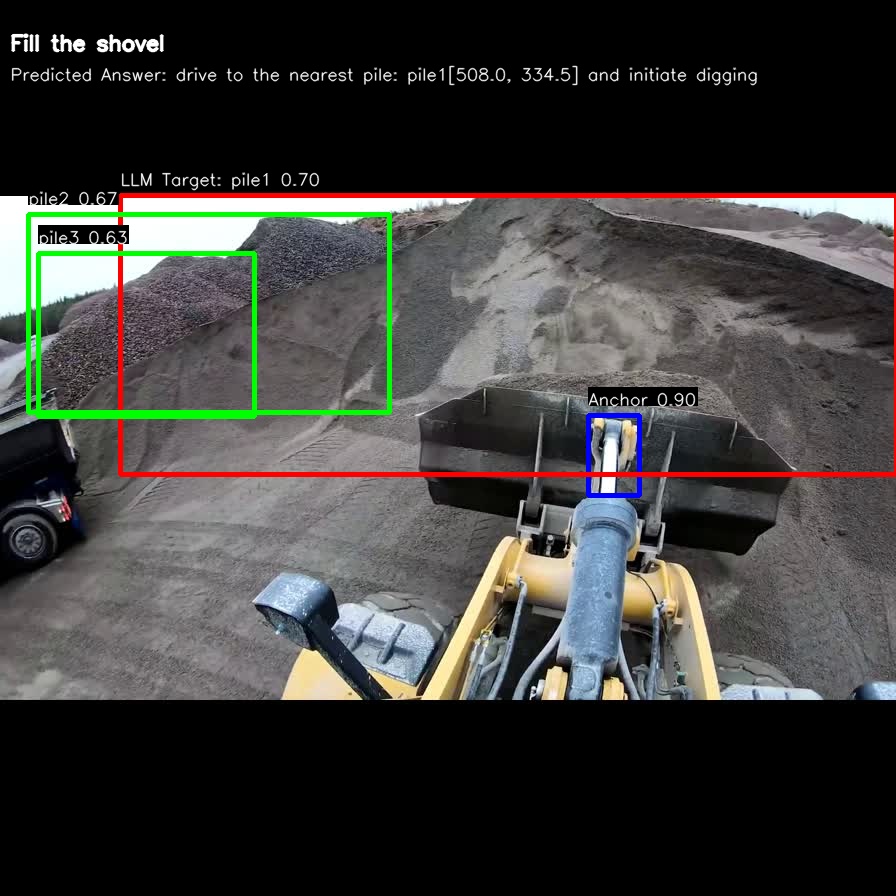 Fill the shovel
Predicted Answer: drive to the nearest pile: pile1[508.0, 334.5] and initiate digging
LLM Target: pile1 0.70
pile2 0.67
pile3 0.63
Anchor 0.90